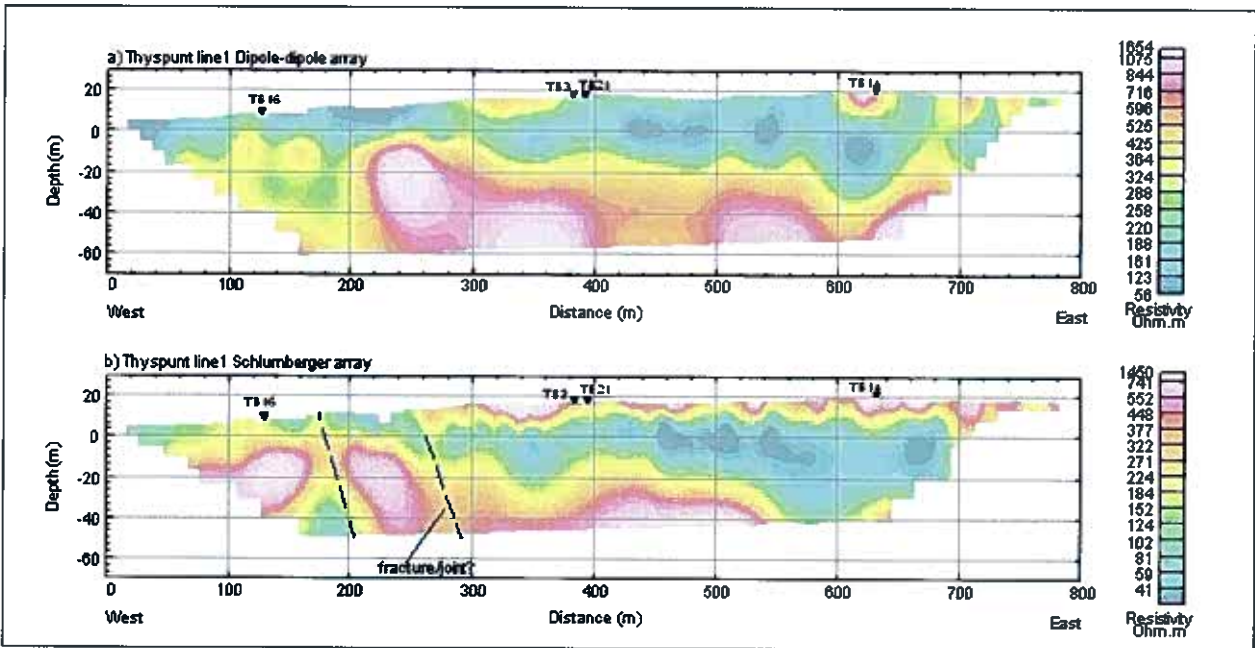 a) Thyspunt line1 Dipole-dipole array
TB16
TB2 TB21
20
0
-20
-40
-60
Depth(m)
0 100 200 300 400 500 600 700 800
West
Distance (m)
East
1654
1075
844
716
596
525
425
364
324
288
258
220
188
161
123
56
Resistivity
Ohm.m
b) Thyspunt line1 Schlumberger array
TB16
20
0
-20
-40
-60
Depth(m)
fracture/joint?
0 100 200 300 400 500 600 700 800
West
Distance (m)
East
1450
741
552
448
377
322
271
224
184
152
124
102
81
59
41
Resistivity
Ohm.m